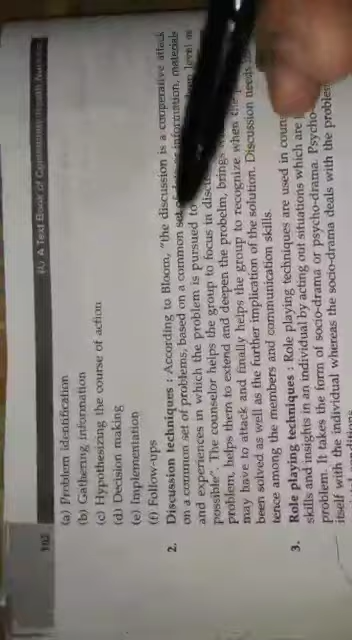 102 A Text Book of Community Health Nursing
(a) Problem identification
(b) Gathering information
(c) Hypothesizing the course of action
(d) Decision making
(e) Implementation
(f) Follow-ups
2. Discussion techniques : According to Bloom, "the discussion is a cooperative attack
on a common set of problems, based on a common set of information, materials
and experiences in which the problem is pursued to level as
possible". The counselor helps the group to focus in
problem, helps them to extend and deepen the probelm, brings
may have to attack and finally helps the group to recognize when the
been solved as well as the further implication of the solution. Discussion needs
tence among the members and communication skills.
3. Role playing techniques : Role playing techniques are used in
skills and insights in an individual by acting out situations which are
problem. It takes the form of socio-drama or psycho-drama.
itself with the individual whereas the socio-drama deals with the